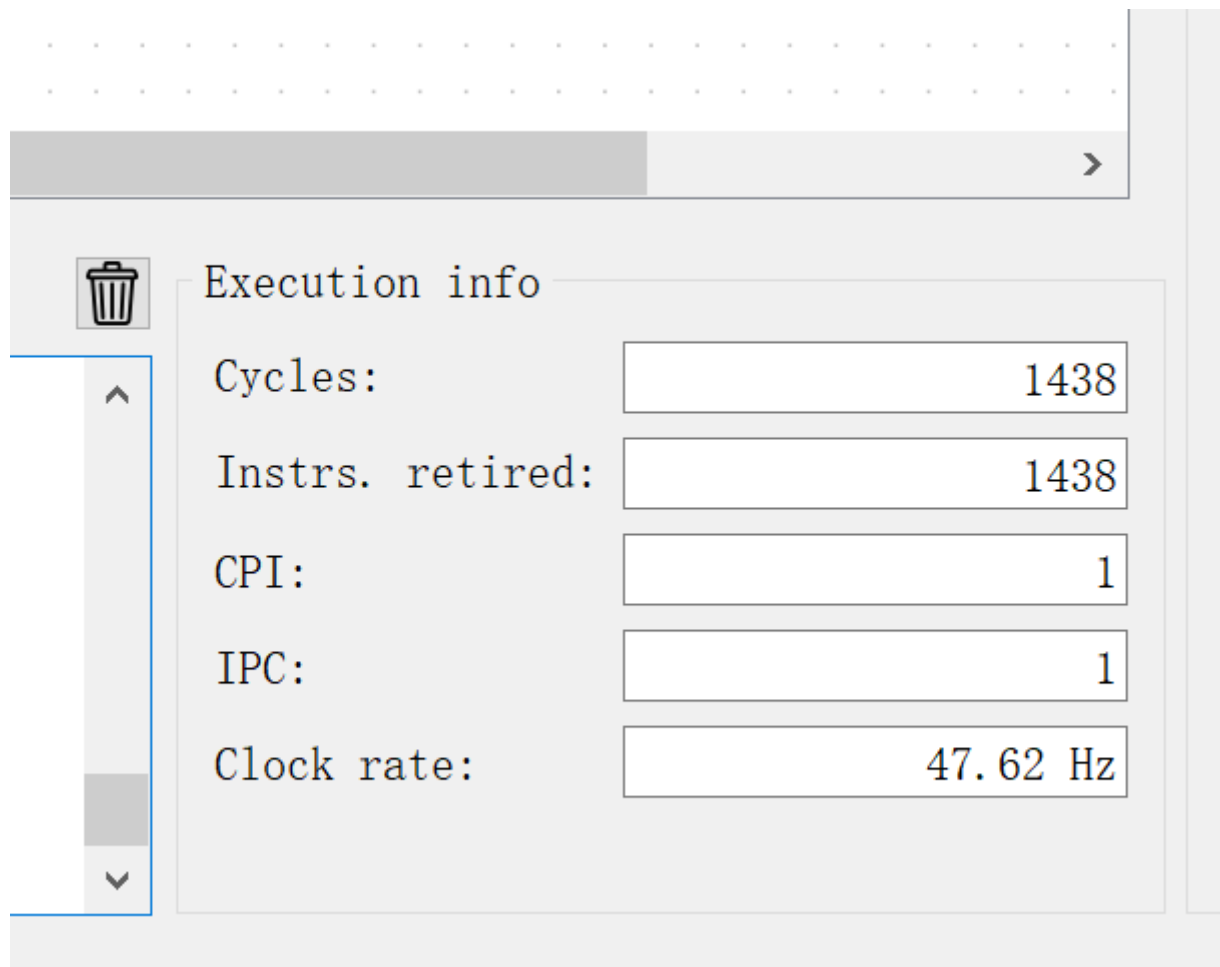 Execution info
Cycles: 1438
Instrs. retired: 1438
CPI: 1
IPC: 1
Clock rate: 47.62 Hz